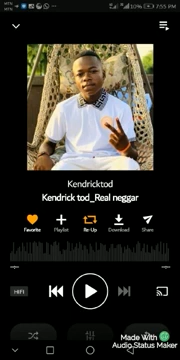 7:55 PM
Kendricktod
Kendrick tod_Real neggar
Favorite Playlist Re-Up Download Share
HIFI
Made With
Audio Status Maker